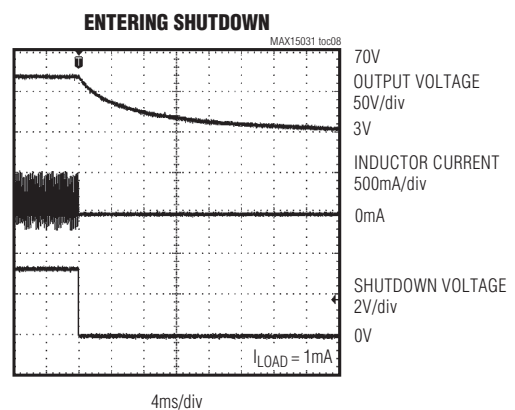 ENTERING SHUTDOWN
MAX15031 toc08
T
70V
OUTPUT VOLTAGE
50V/div
3V
INDUCTOR CURRENT
500mA/div
0mA
SHUTDOWN VOLTAGE
2V/div
0V
ILOAD = 1mA
4ms/div